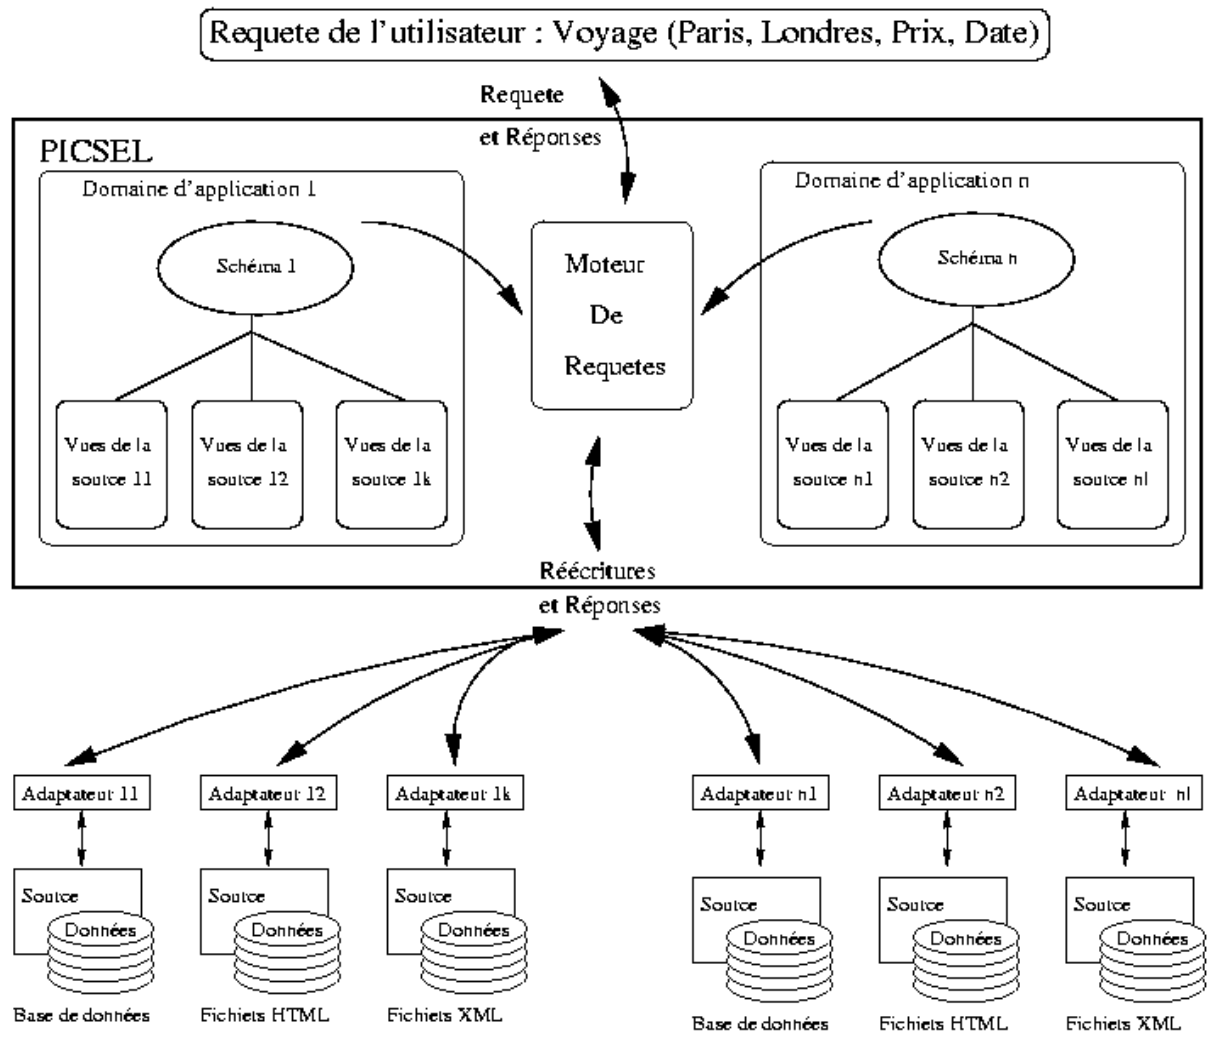 Requete de l'utilisateur : Voyage (Paris, Londres, Prix, Date)
Requete
et Réponses
PICSEL
Domaine d'application 1
Schéma 1
Vues de la
source 11
Vues de la
source 12
Vues de la
source 1k
Moteur
De
Requetes
Domaine d'application n
Schéma n
Vues de la
source n1
Vues de la
source n2
Vues de la
source nl
Réécritures
et Réponses
Adaptateur 11
Adaptateur 12
Adaptateur 1k
Adaptateur n1
Adaptateur n2
Adaptateur nl
Source
Données
Base de données
Source
Données
Fichiers HTML
Source
Données
Fichiers XML
Source
Données
Base de données
Source
Données
Fichiers HTML
Source
Données
Fichiers XML